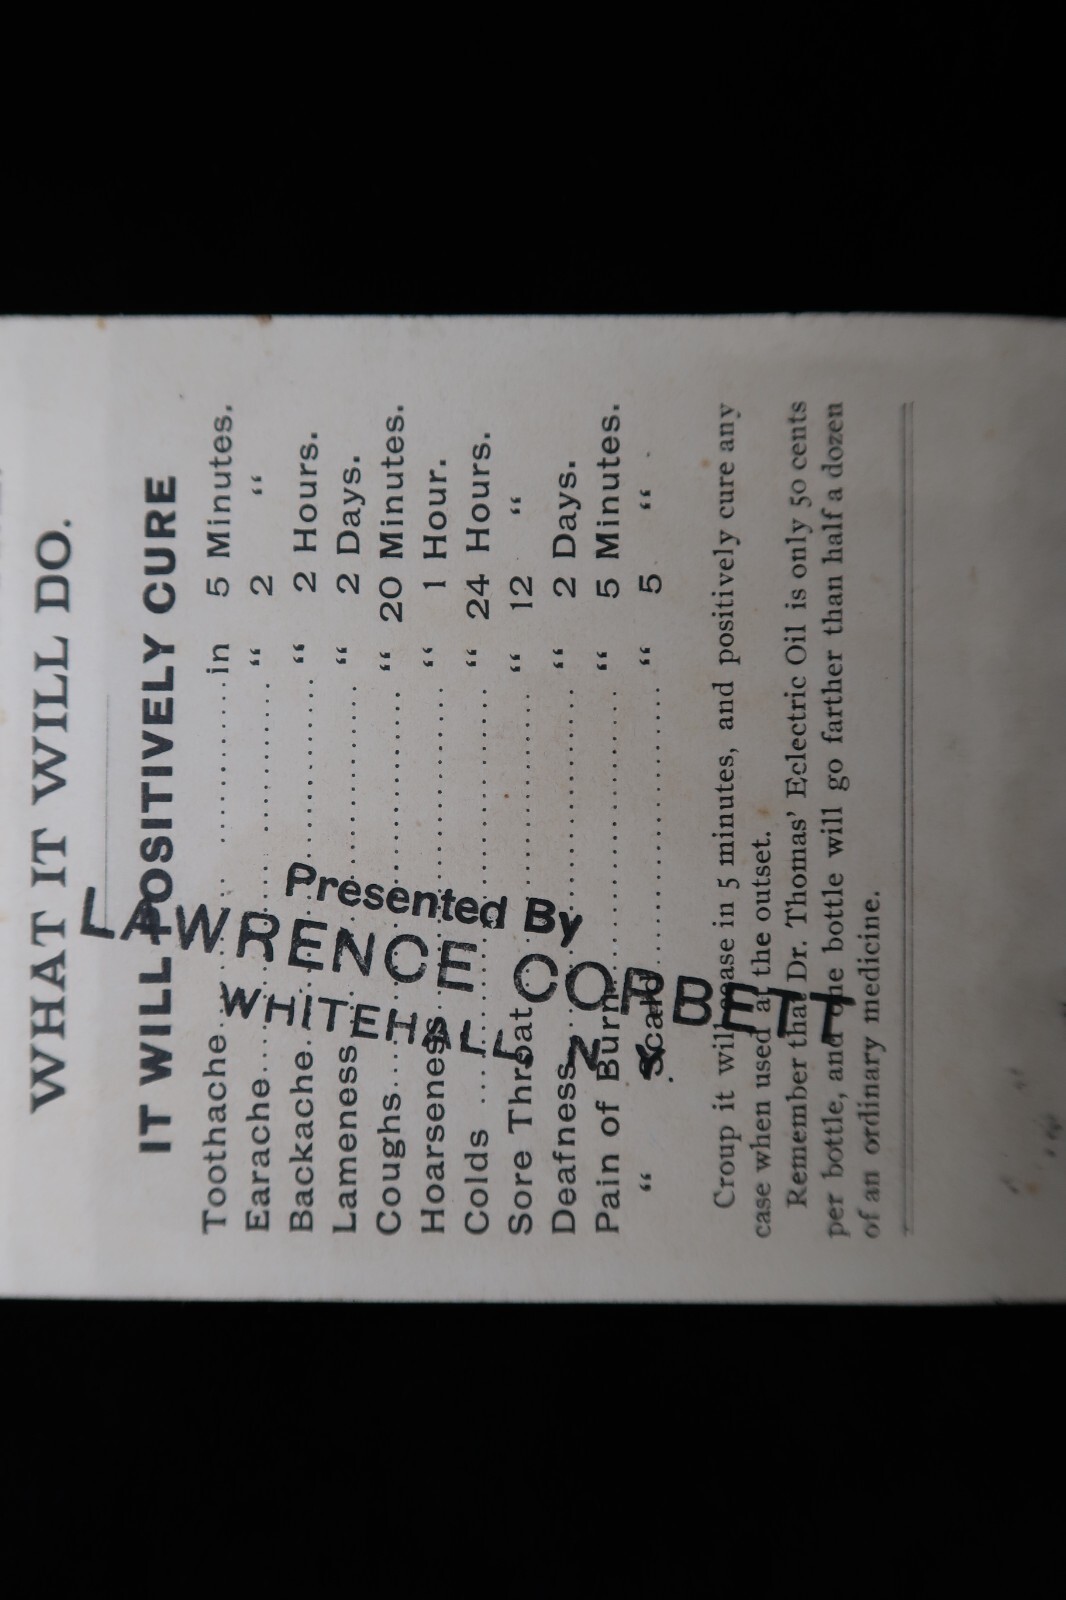 WHAT IT WILL DO.
IT WILL POSITIVELY CURE
Toothache .......... in 5 Minutes.
Earache .......... “ 2 “
Backache .......... “ 2 Hours.
Lameness .......... “ 2 Days.
Coughs .......... “ 20 Minutes.
Hoarseness .......... “ 1 Hour.
Colds .......... “ 24 Hours.
Sore Throat .......... “ 12 “
Deafness .......... “ 2 Days.
Pain of Burn .......... “ 5 Minutes.
“ Scald .......... “ 5 “
Croup it will cease in 5 minutes, and positively cure any
case when used at the outset.
Remember that Dr. Thomas' Eclectric Oil is only 50 cents
per bottle, and one bottle will go farther than half a dozen
of an ordinary medicine.
Presented By
LAWRENCE CORBETT
WHITEHALL N Y.